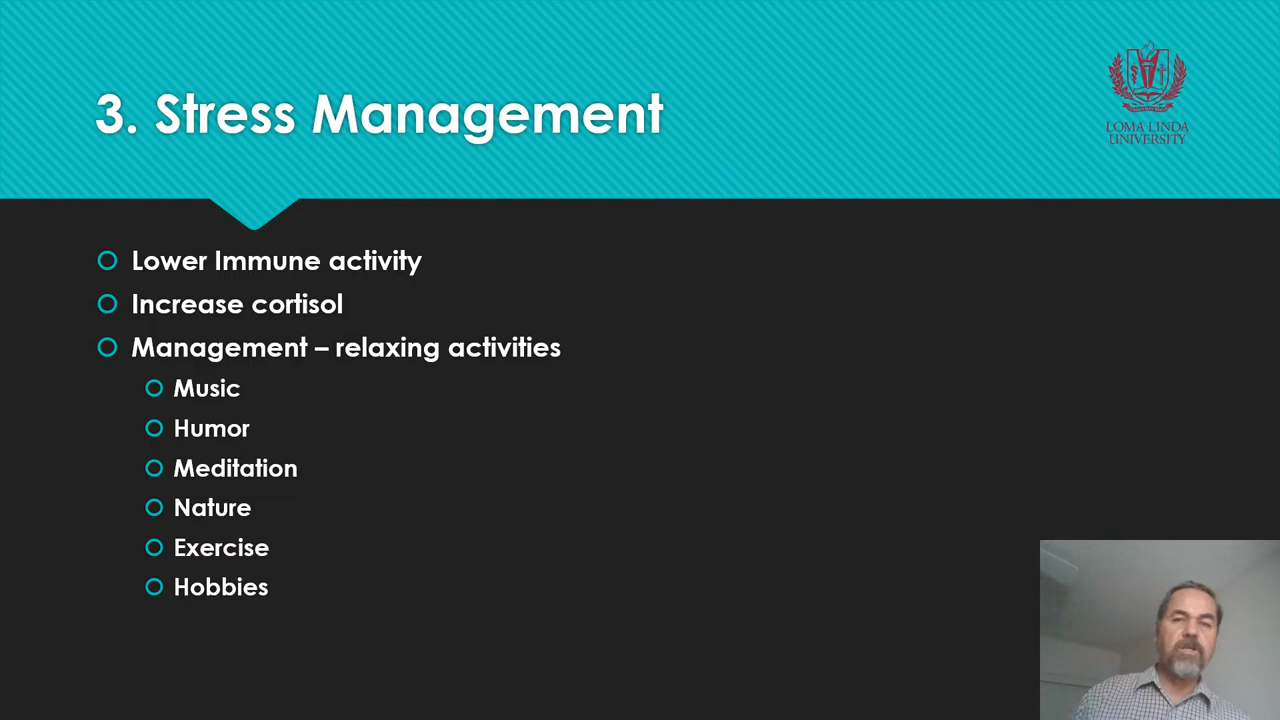 3. Stress Management
LOMA LINDA
UNIVERSITY
Lower Immune activity
Increase cortisol
Management – relaxing activities
Music
Humor
Meditation
Nature
Exercise
Hobbies